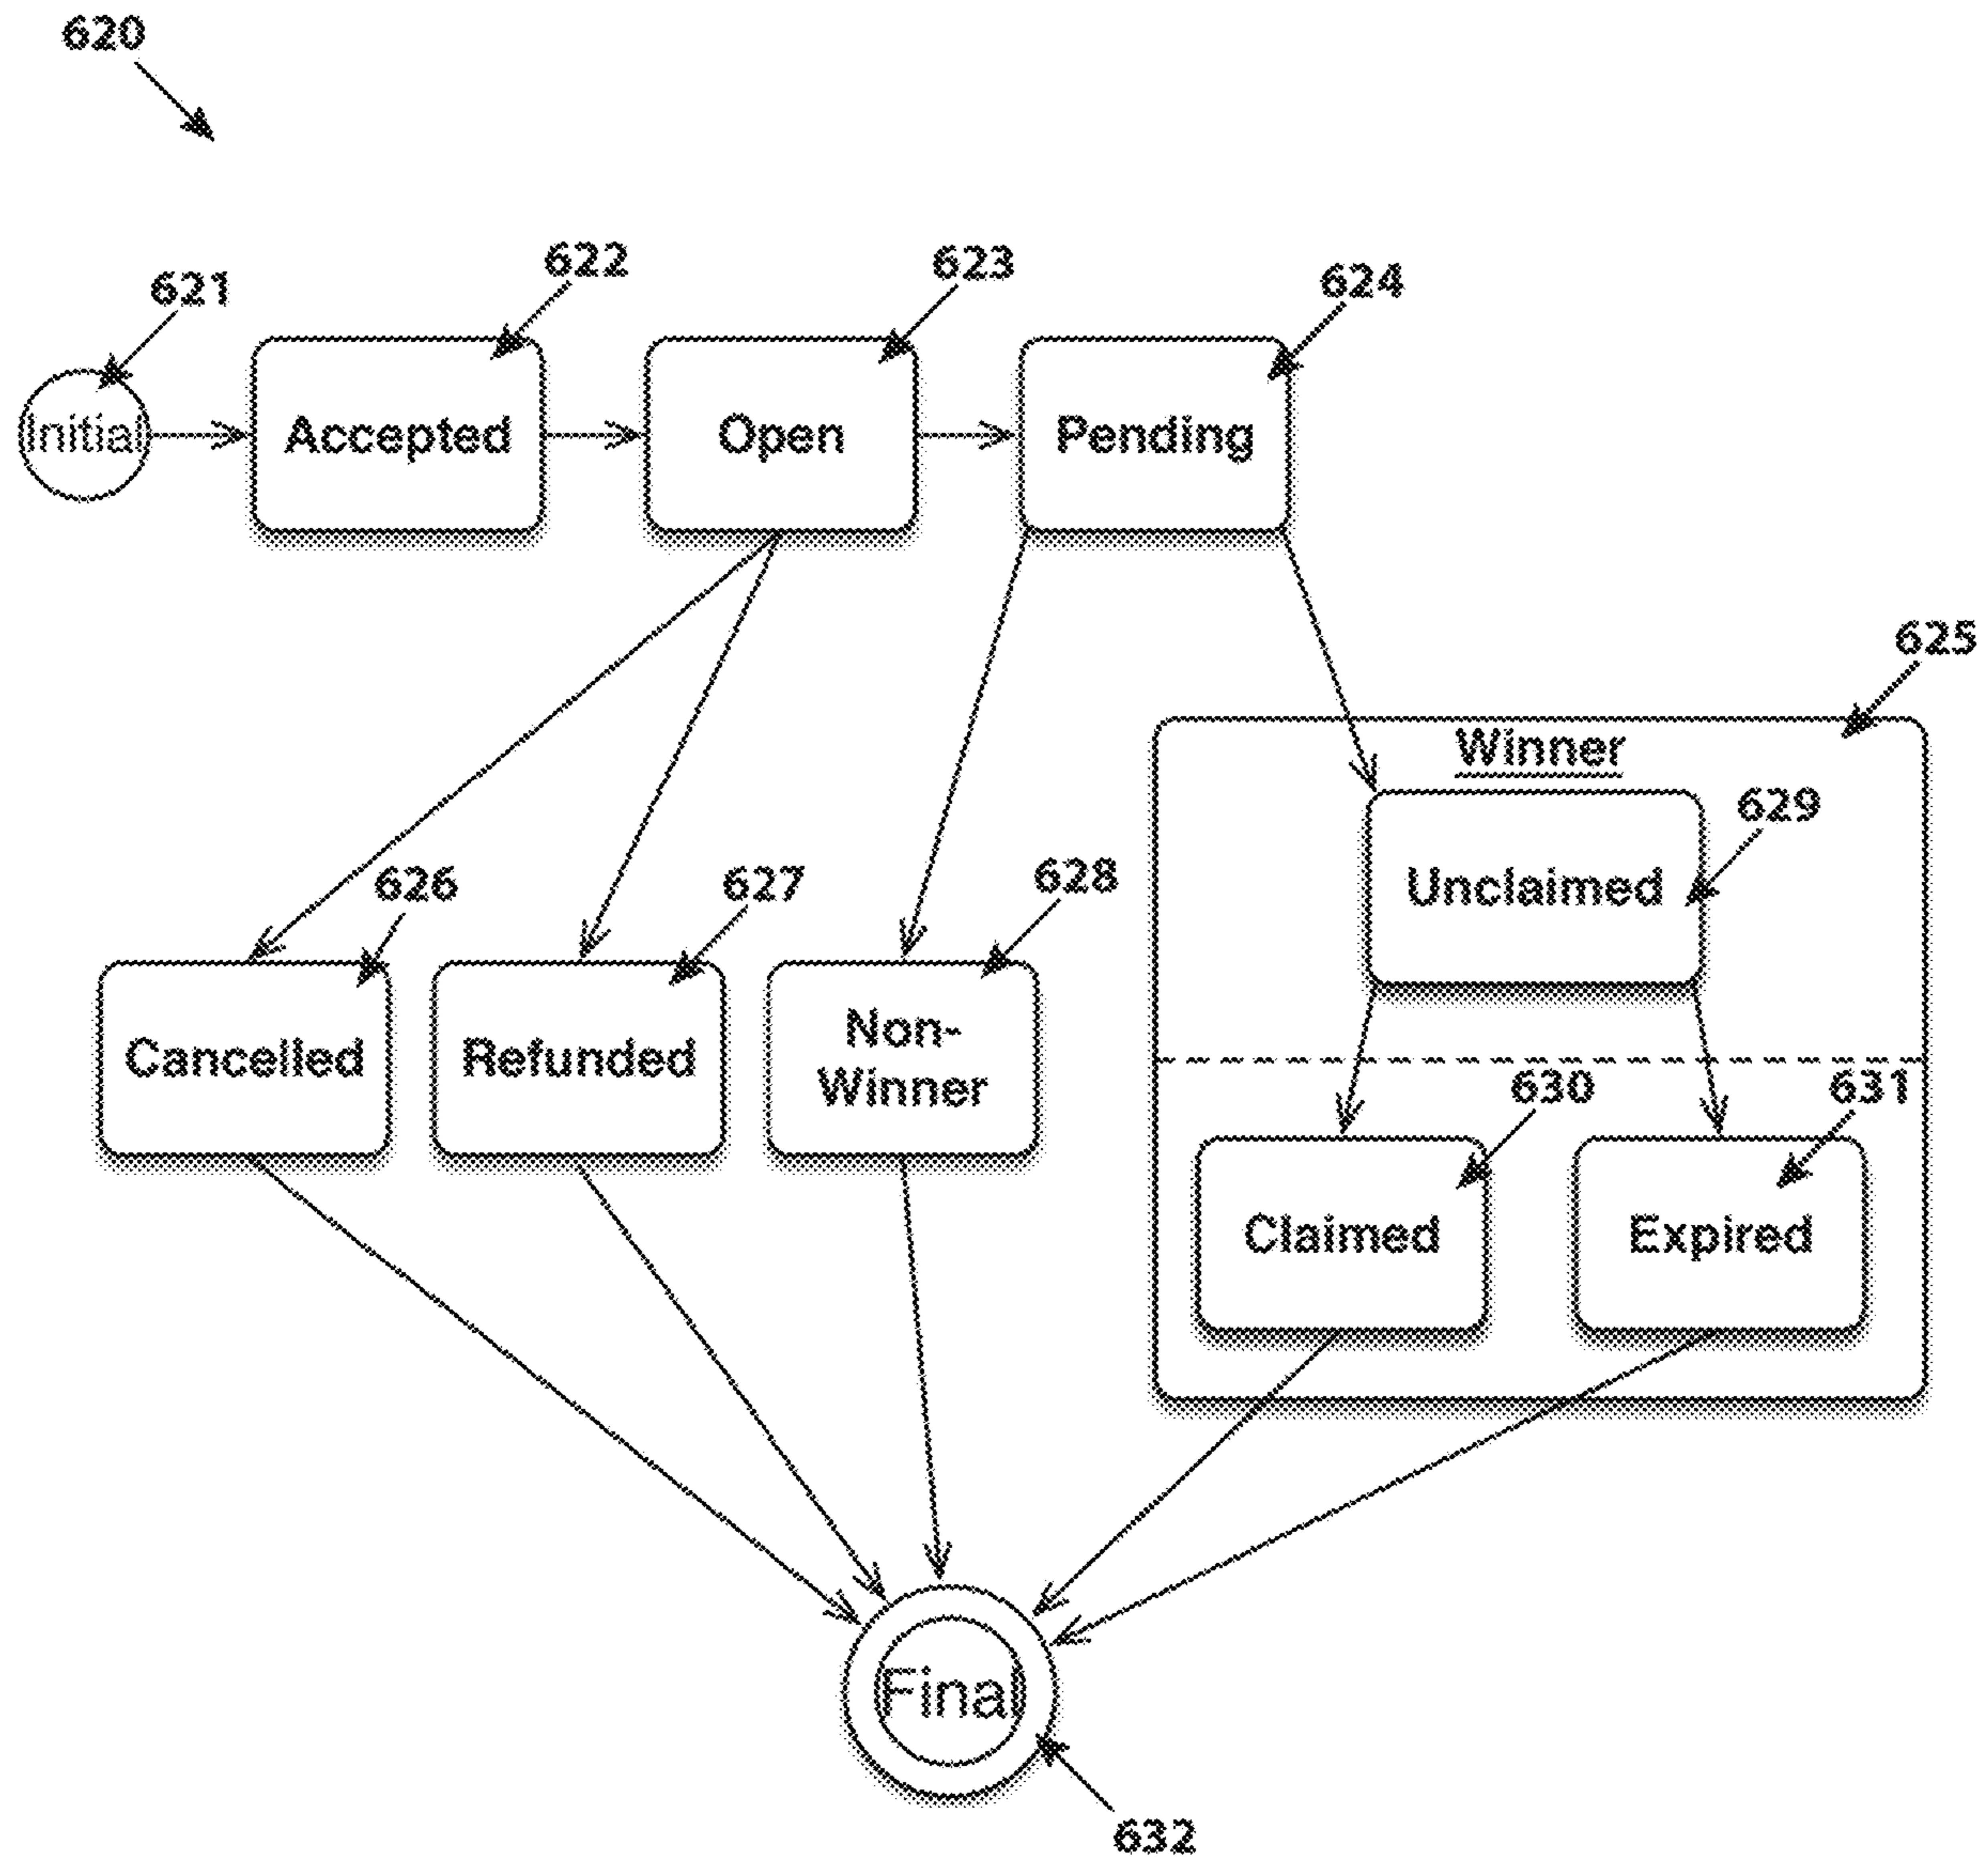 620
621
622
623
624
Initial
Accepted
Open
Pending
625
Winner
629
Unclaimed
626
627
628
Cancelled
Refunded
Non-
Winner
630
631
Claimed
Expired
Final
632